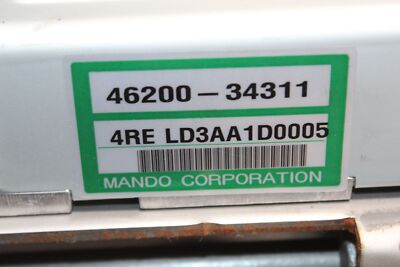 46200-34311
4RE LD3AA1D0005
MANDO CORPORATION